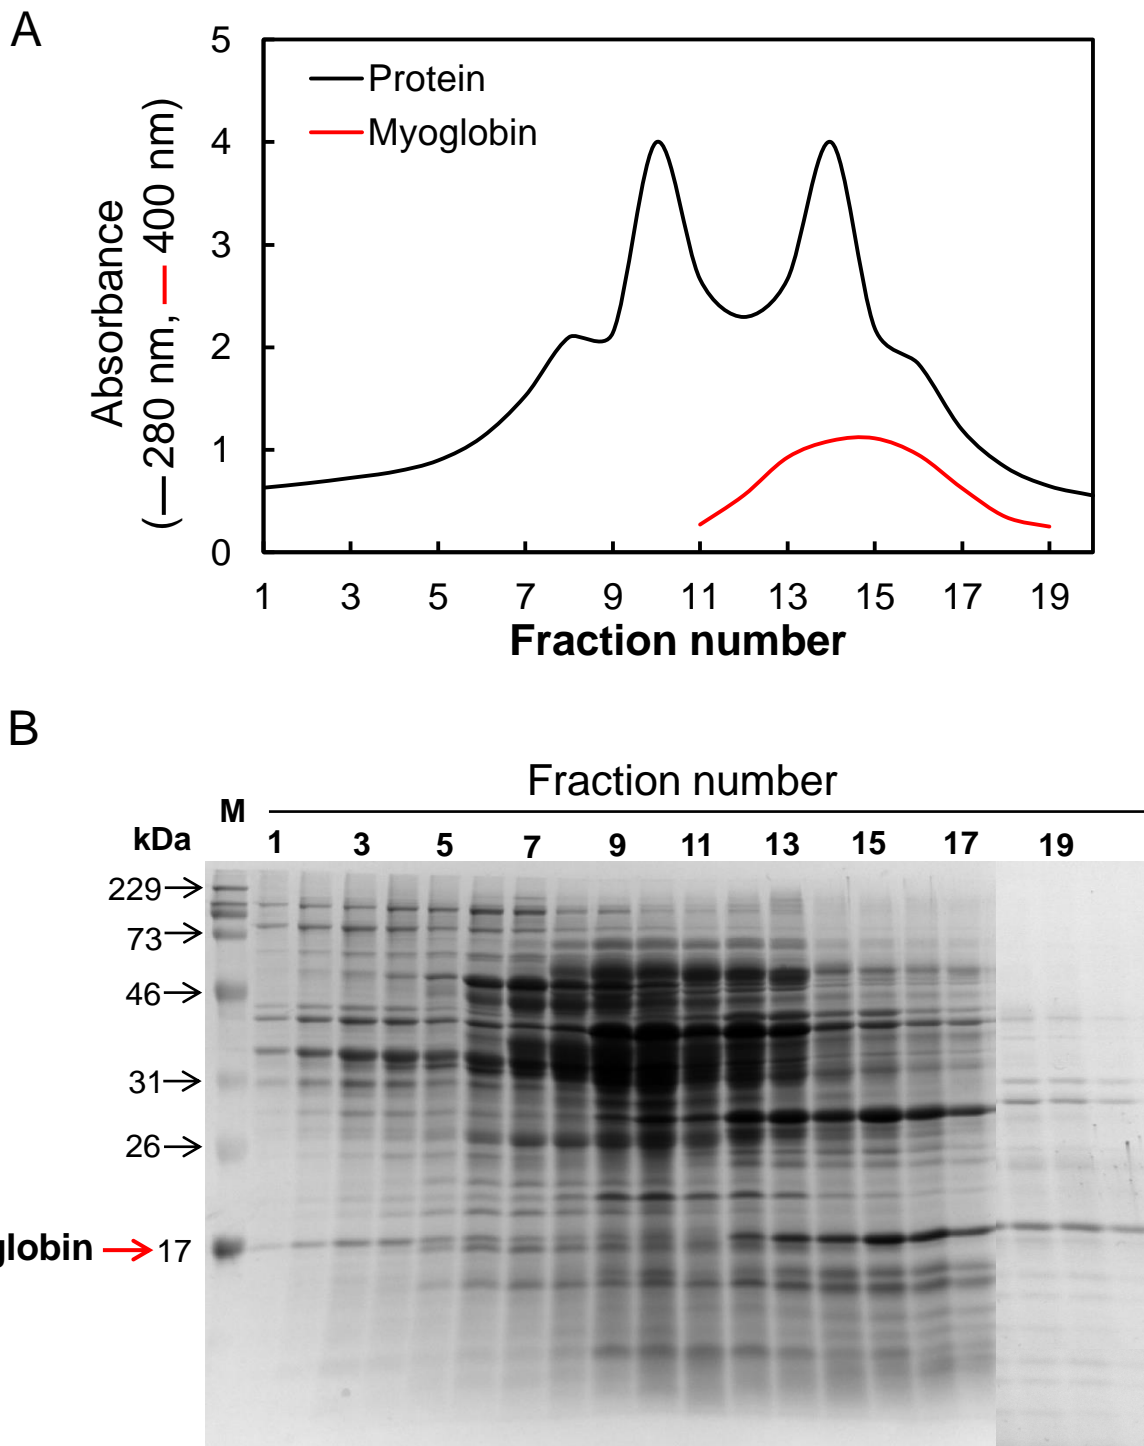 A
5
Protein
Myoglobin
4
3
2
1
0
Absorbance
(— 280 nm, — 400 nm)
1 3 5 7 9 11 13 15 17 19
Fraction number
B
Fraction number
M
kDa 1 3 5 7 9 11 13 15 17 19
229
73
46
31
26
globin 17